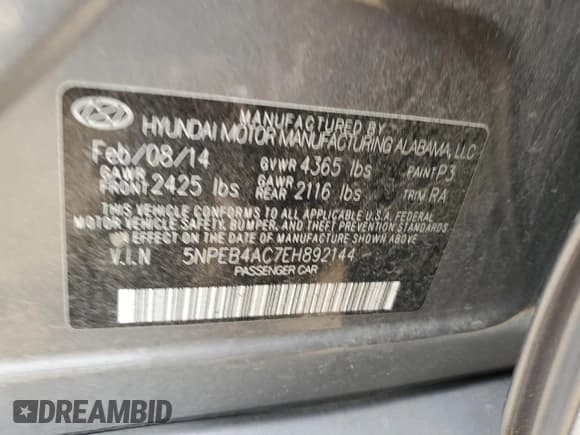 MANUFACTURED BY
HYUNDAI MOTOR MANUFACTURING ALABAMA, LLC
Feb/08/14 GVWR 4365 lbs PAINT P3
GAWR FRONT 2425 lbs GAWR REAR 2116 lbs TRIM RA
THIS VEHICLE CONFORMS TO ALL APPLICABLE U.S.A. FEDERAL
MOTOR VEHICLE SAFETY, BUMPER, AND THEFT PREVENTION
STANDARDS IN EFFECT ON THE DATE OF MANUFACTURE SHOWN ABOVE
V.I.N 5NPEB4AC7EH892144
PASSENGER CAR
DREAMBID